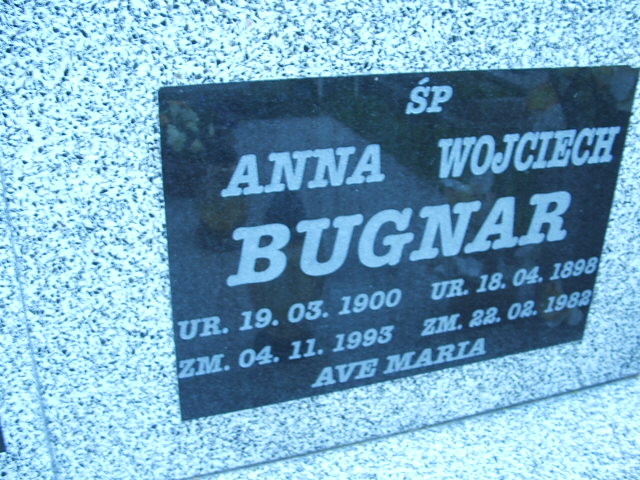 ŚP
ANNA WOJCIECH
BUGNAR
UR. 19. 03. 1900 UR. 18. 04. 1898
ZM. 04. 11. 1993 ZM. 22. 02. 1982
AVE MARIA